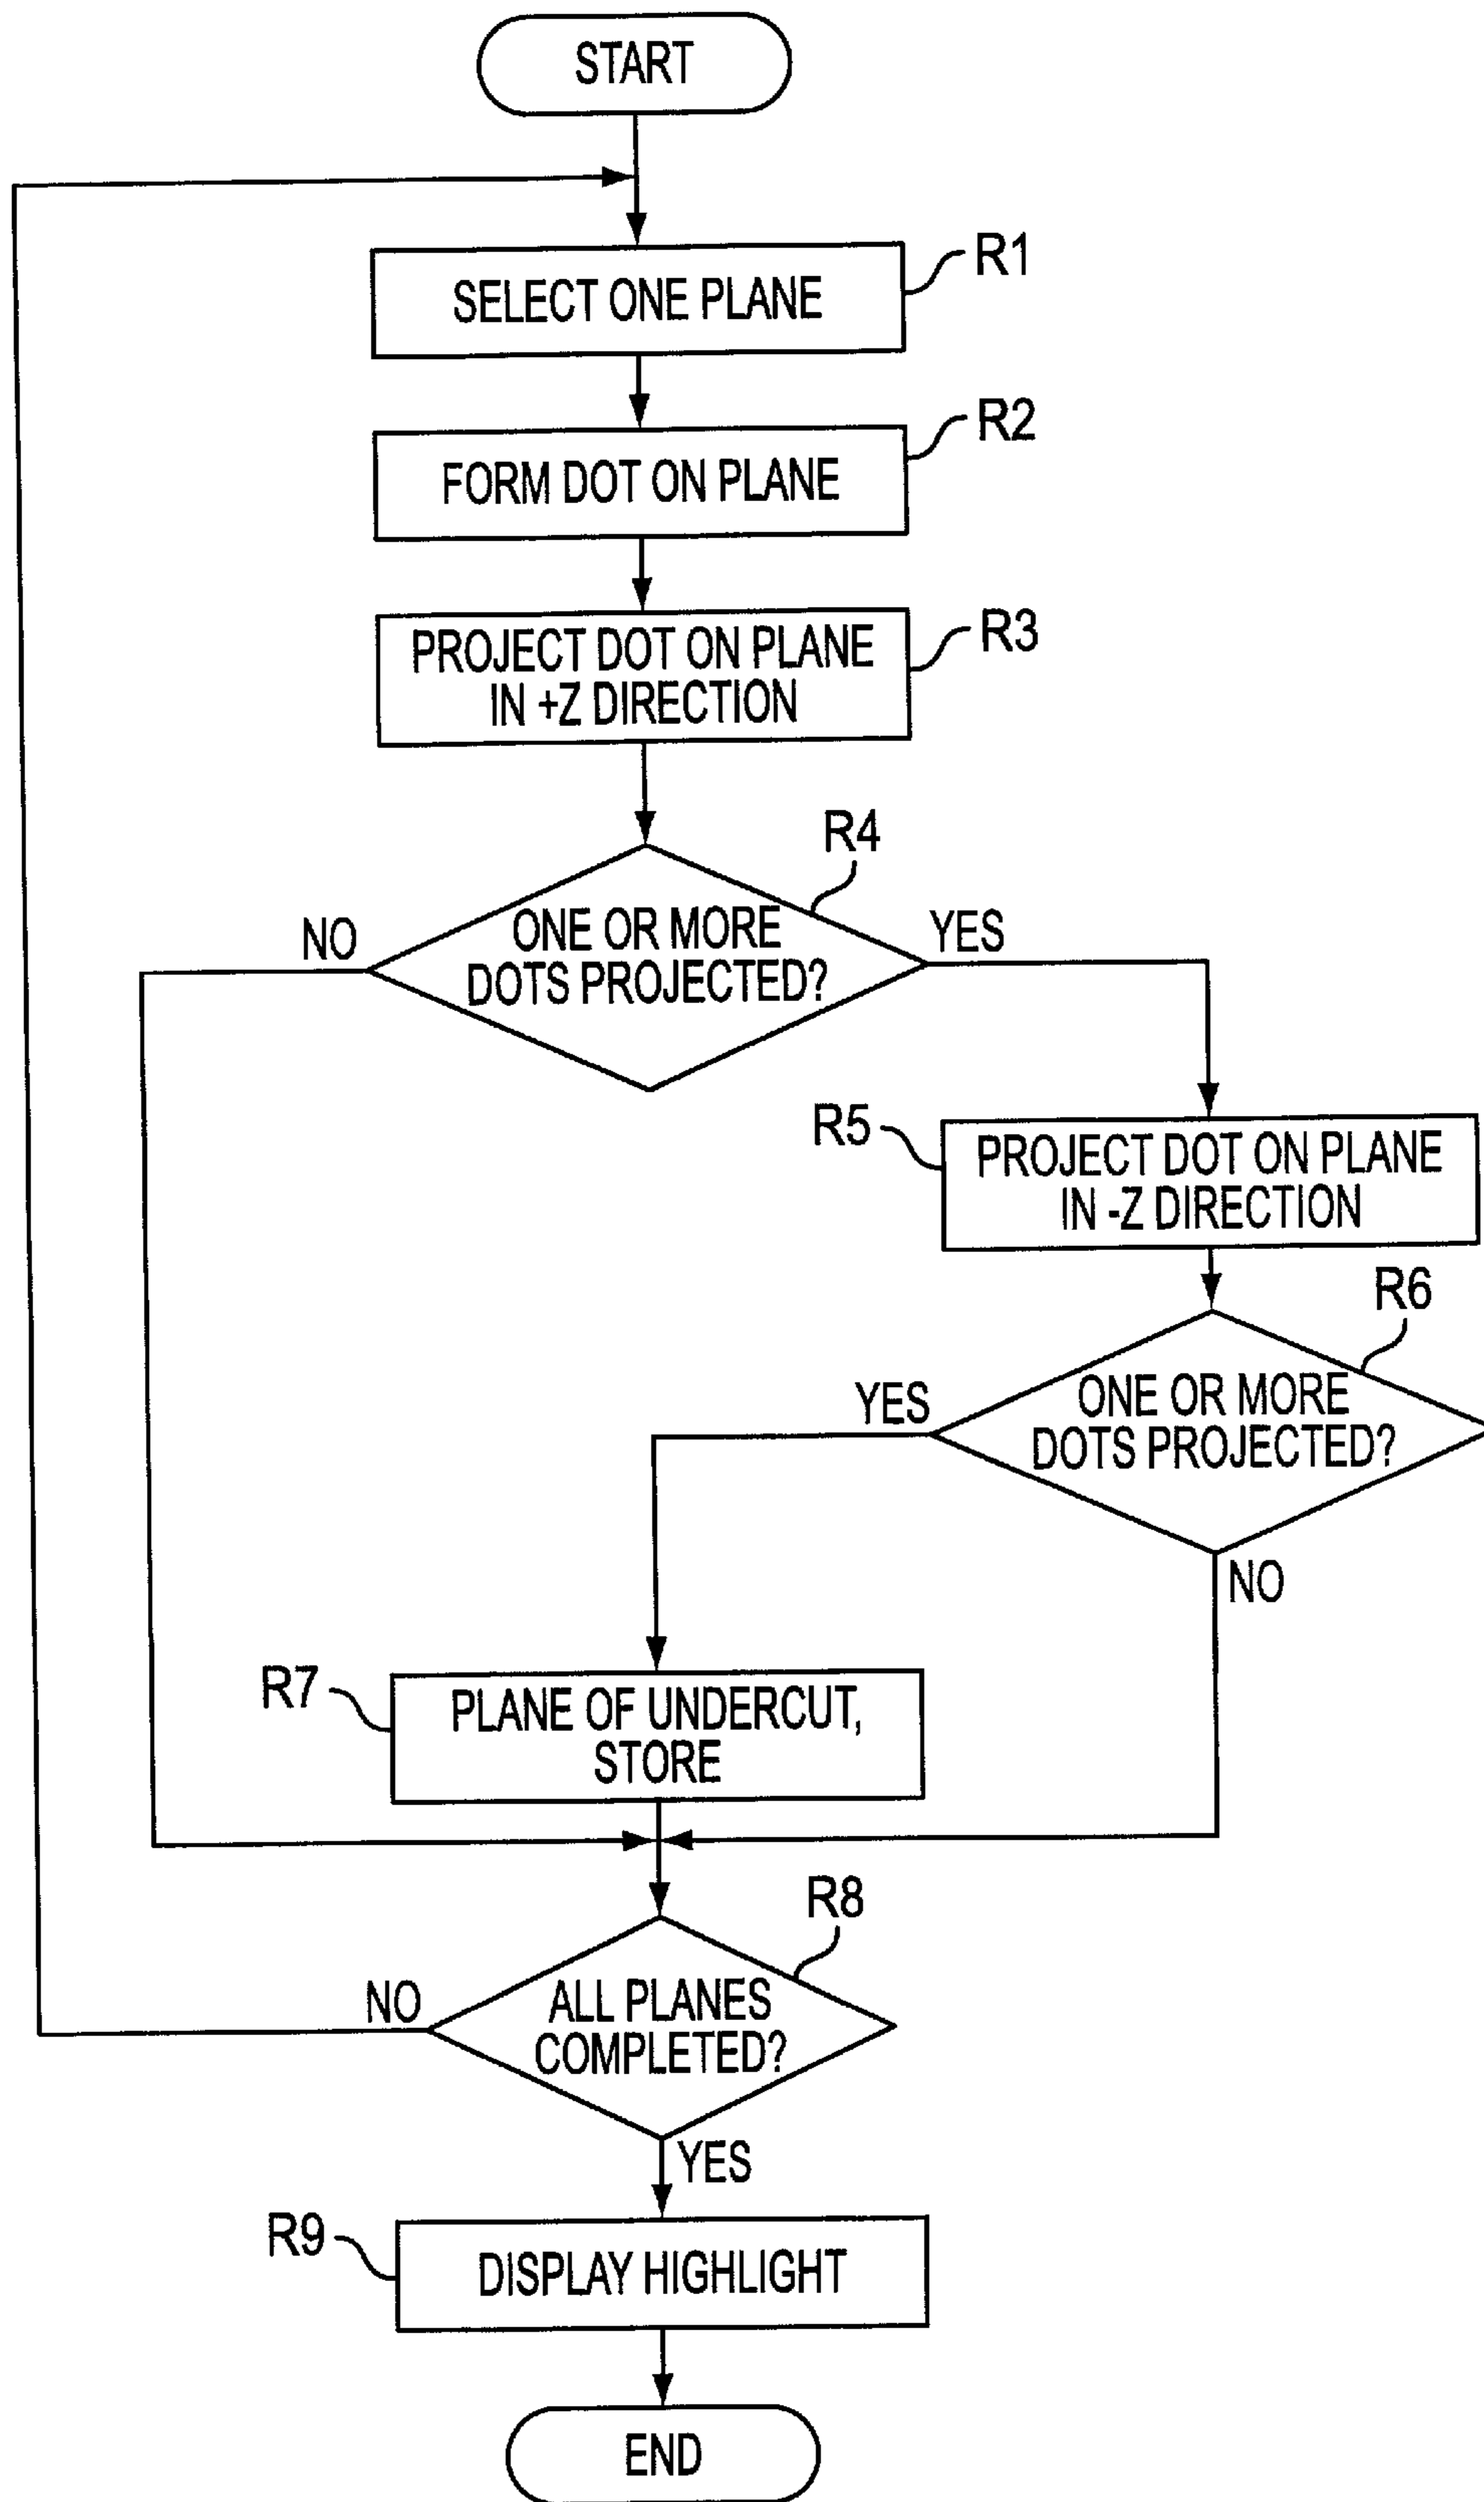 START
R1
SELECT ONE PLANE
R2
FORM DOT ON PLANE
R3
PROJECT DOT ON PLANE
IN +Z DIRECTION
R4
NO
ONE OR MORE
DOTS PROJECTED?
YES
R5
PROJECT DOT ON PLANE
IN -Z DIRECTION
R6
YES
ONE OR MORE
DOTS PROJECTED?
NO
R7
PLANE OF UNDERCUT,
STORE
R8
NO
ALL PLANES
COMPLETED?
YES
R9
DISPLAY HIGHLIGHT
END